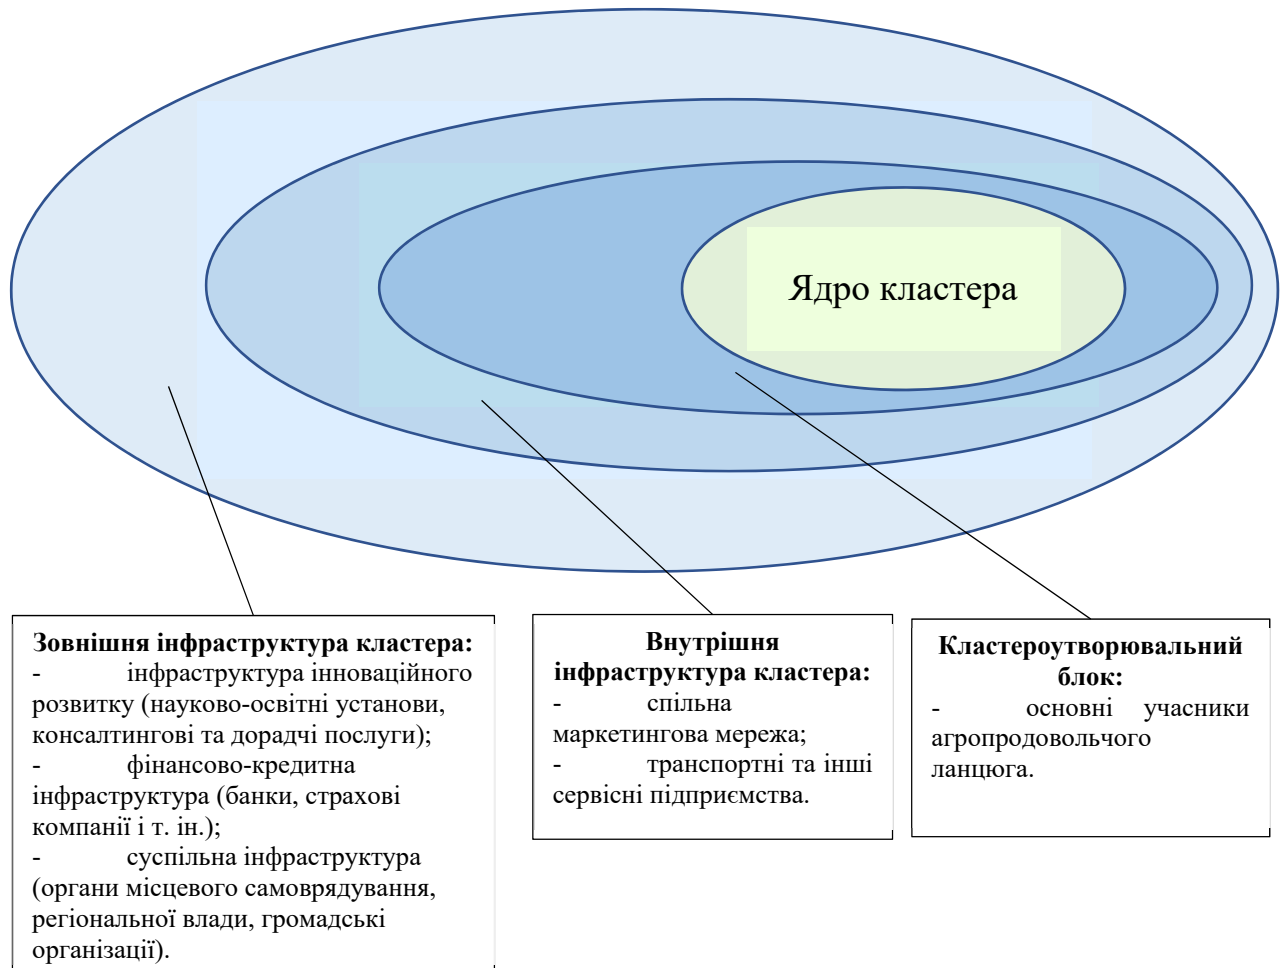 Ядро кластера
Зовнішня інфраструктура кластера:
- інфраструктура інноваційного
розвитку (науково-освітні установи,
консалтингові та дорадчі послуги);
- фінансово-кредитна
інфраструктура (банки, страхові
компанії і т. ін.);
- суспільна інфраструктура
(органи місцевого самоврядування,
регіональної влади, громадські
організації).
Внутрішня
інфраструктура кластера:
- спільна
маркетингова мережа;
- транспортні та інші
сервісні підприємства.
Кластероутворювальний
блок:
- основні учасники
агропродовольчого
ланцюга.